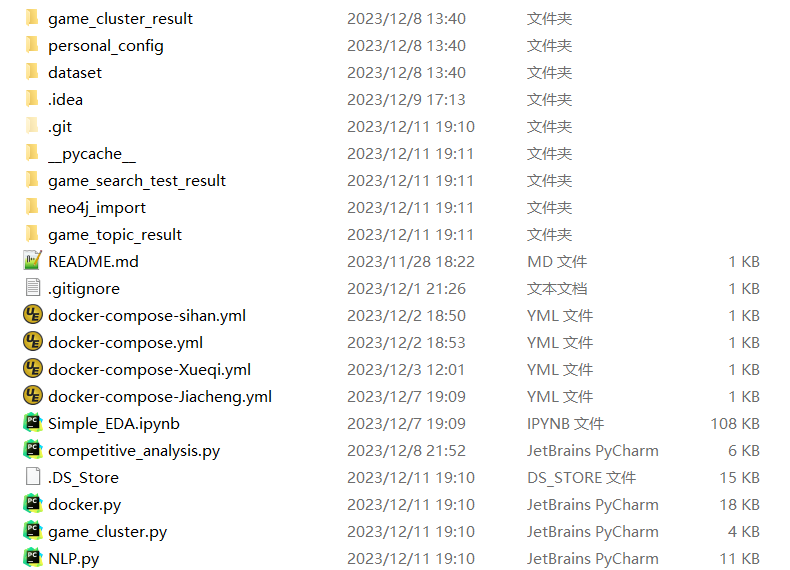 game_cluster_result 2023/12/8 13:40 文件夹
personal_config 2023/12/8 13:40 文件夹
dataset 2023/12/8 13:40 文件夹
.idea 2023/12/9 17:13 文件夹
.git 2023/12/11 19:10 文件夹
__pycache__ 2023/12/11 19:11 文件夹
game_search_test_result 2023/12/11 19:11 文件夹
neo4j_import 2023/12/11 19:11 文件夹
game_topic_result 2023/12/11 19:11 文件夹
README.md 2023/11/28 18:22 MD 文件 1 KB
.gitignore 2023/12/1 21:26 文本文档 1 KB
docker-compose-sihan.yml 2023/12/2 18:50 YML 文件 1 KB
docker-compose.yml 2023/12/2 18:53 YML 文件 1 KB
docker-compose-Xueqi.yml 2023/12/3 12:01 YML 文件 1 KB
docker-compose-Jiacheng.yml 2023/12/7 19:09 YML 文件 1 KB
Simple_EDA.ipynb 2023/12/7 19:09 IPYNB 文件 108 KB
competitive_analysis.py 2023/12/8 21:52 JetBrains PyCharm 6 KB
.DS_Store 2023/12/11 19:10 DS_STORE 文件 15 KB
docker.py 2023/12/11 19:10 JetBrains PyCharm 18 KB
game_cluster.py 2023/12/11 19:10 JetBrains PyCharm 4 KB
NLP.py 2023/12/11 19:10 JetBrains PyCharm 11 KB